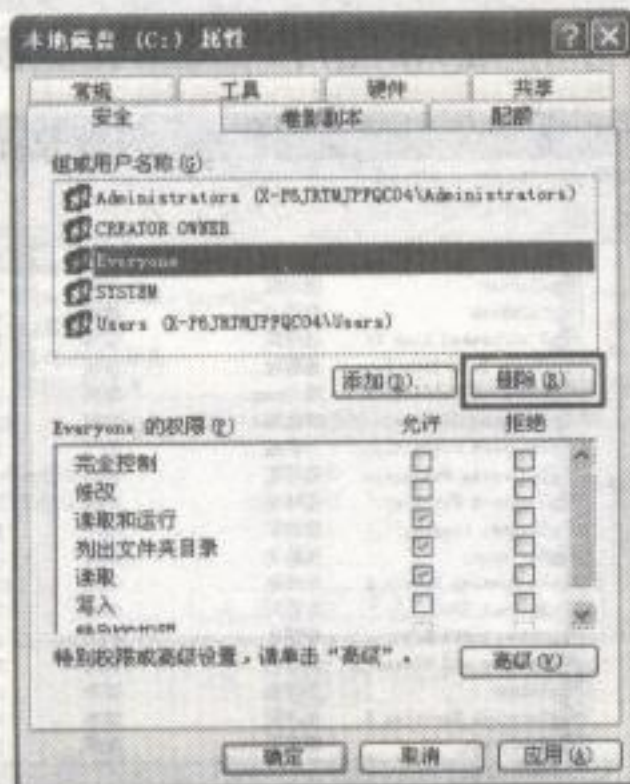 本地磁盘 (C:) 属性
常规 工具 硬件 共享
安全 卷影副本 配额
组或用户名称(G):
Administrators (X-P6JRTMJPPQCO4\Administrators)
CREATOR OWNER
Everyone
SYSTEM
Users (X-P6JRTMJPPQCO4\Users)
添加(D)... 删除(R)
Everyone 的权限(P) 允许 拒绝
完全控制
修改
读取和运行
列出文件夹目录
读取
写入
特别权限或高级设置,请单击“高级”。 高级(V)
确定 取消 应用(A)